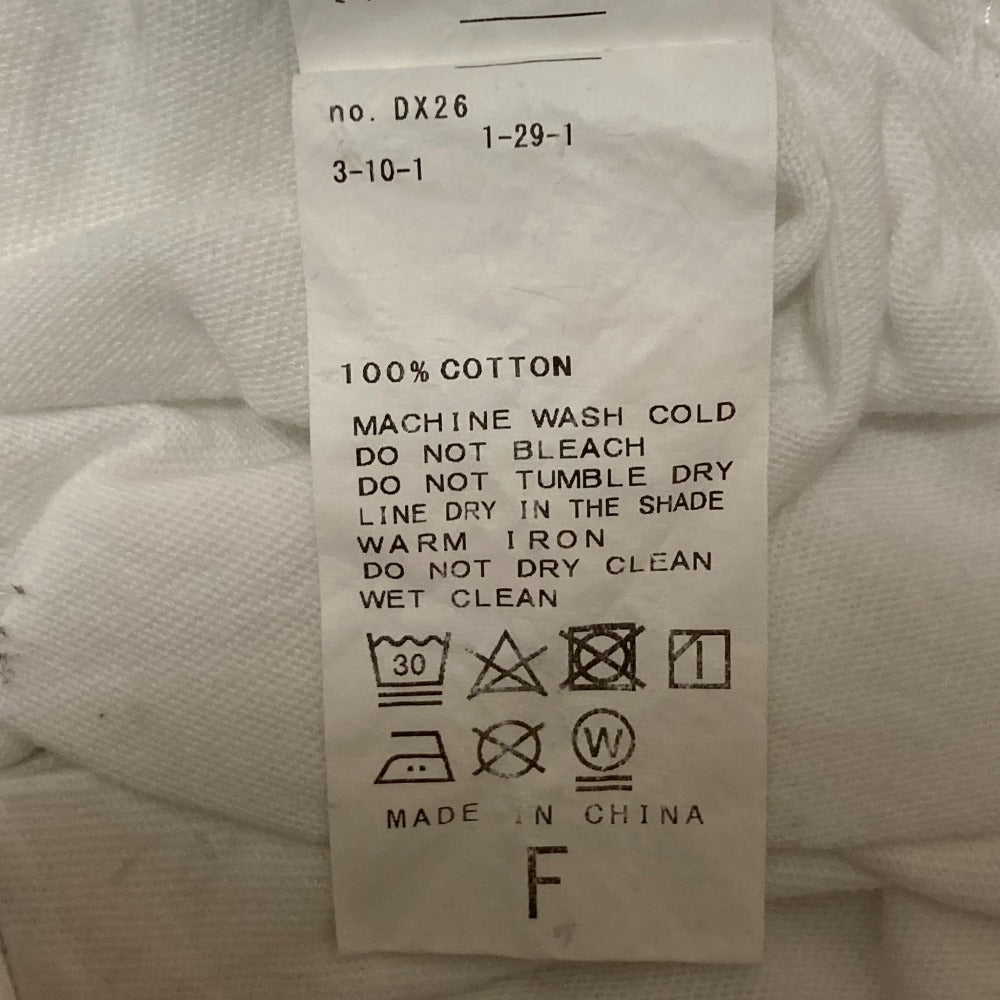 no. DX26
1-29-1
3-10-1
100% COTTON
MACHINE WASH COLD
DO NOT BLEACH
DO NOT TUMBLE DRY
LINE DRY IN THE SHADE
WARM IRON
DO NOT DRY CLEAN
WET CLEAN
30
W
MADE IN CHINA
F